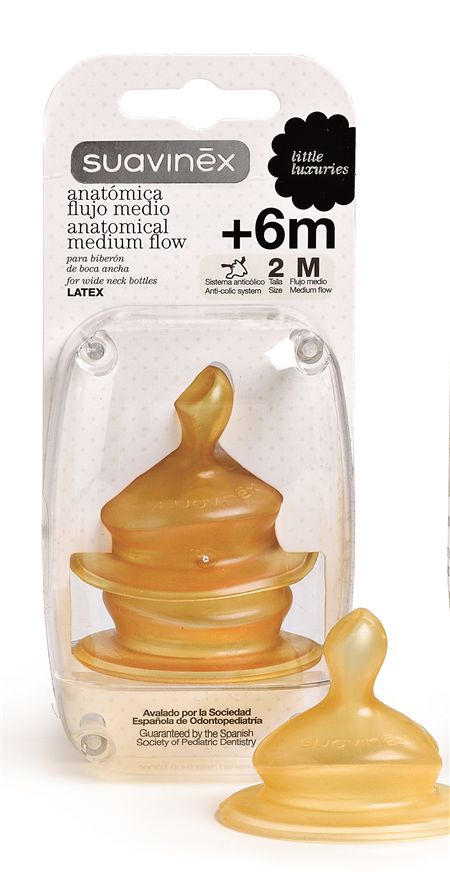 suavinēx
little
luxuries
anatómica
flujo medio
anatomical
medium flow
+6m
para biberón
de boca ancha
for wide neck bottles
LATEX
2 M
Sistema anticólico Talla Flujo medio
Anti-colic system Size Medium flow
SUAVINEX
Avalado por la Sociedad
Española de Odontopediatría
Guaranteed by the Spanish
Society of Pediatric Dentistry
SUAVINEX